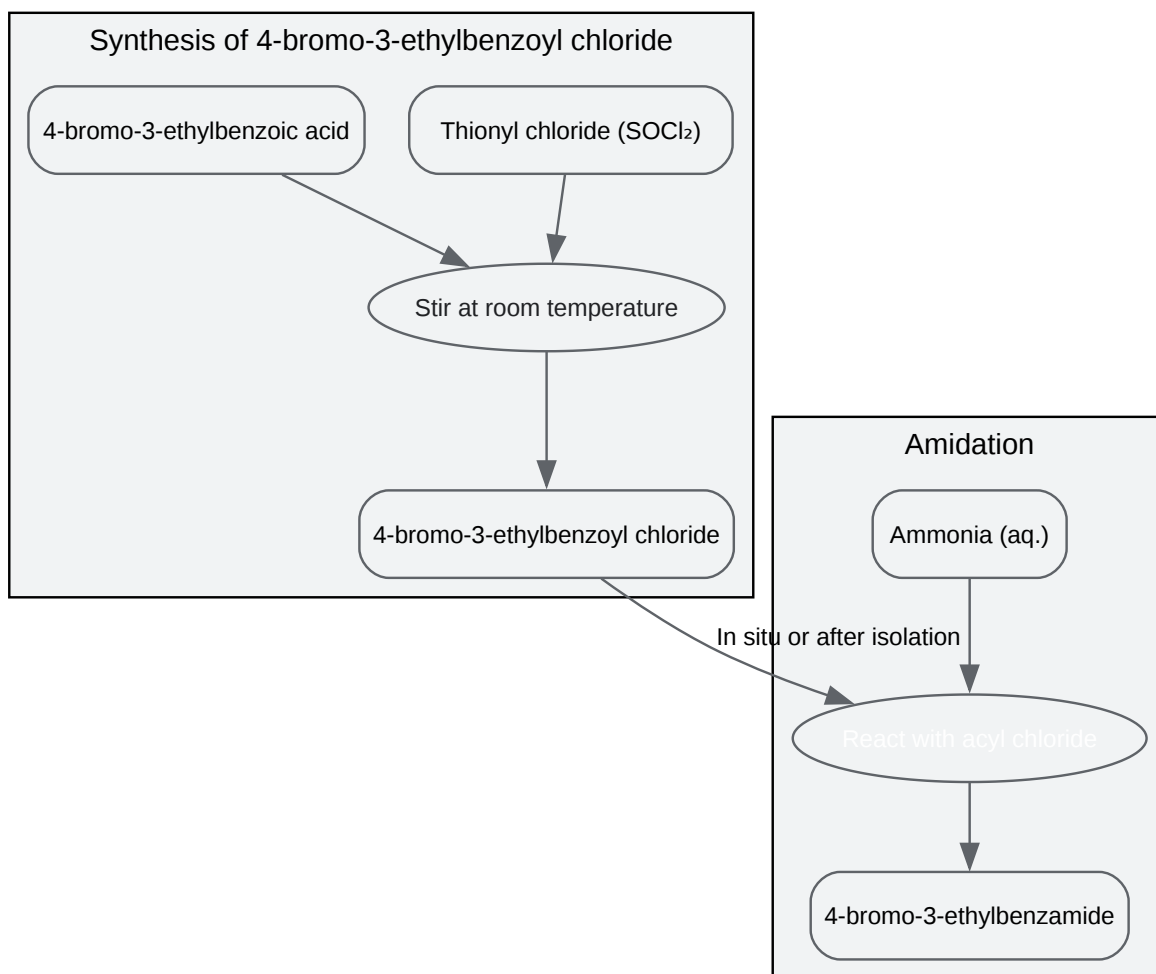 Synthesis of 4-bromo-3-ethylbenzoyl chloride
4-bromo-3-ethylbenzoic acid
Thionyl chloride (SOCl₂)
Stir at room temperature
4-bromo-3-ethylbenzoyl chloride
Amidation
Ammonia (aq.)
In situ or after isolation
React with acyl chloride
4-bromo-3-ethylbenzamide